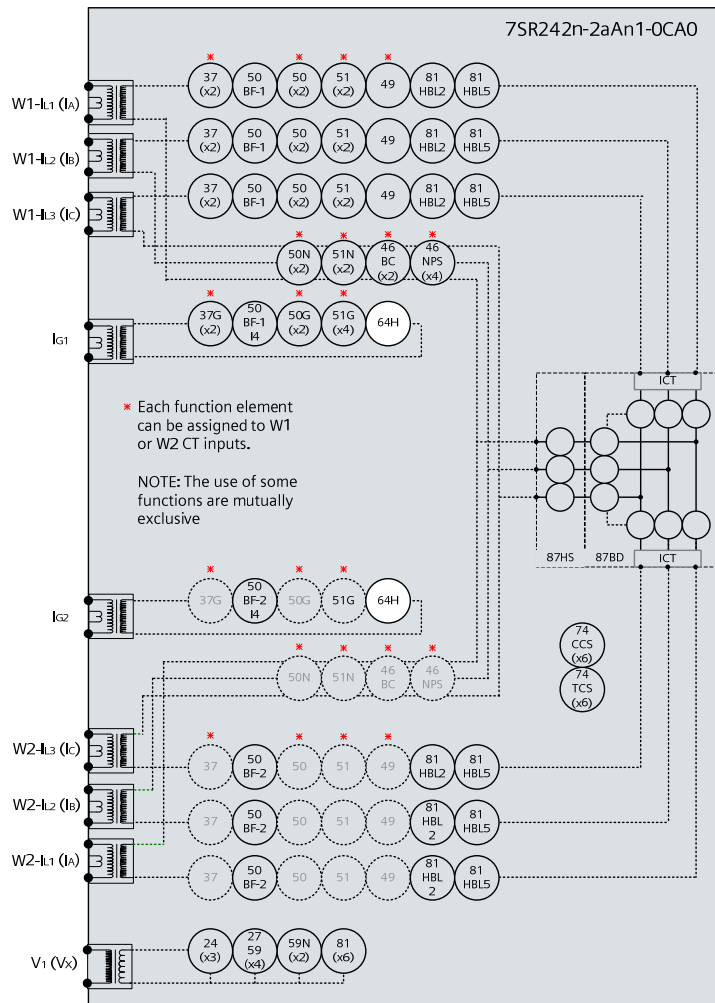 7SR242n-2aAn1-0CA0
W1-IL1 (IA)
37 (x2)
50 BF-1
50 (x2)
51 (x2)
49
81 HBL2
81 HBL5
W1-IL2 (IB)
37 (x2)
50 BF-1
50 (x2)
51 (x2)
49
81 HBL2
81 HBL5
W1-IL3 (IC)
37 (x2)
50 BF-1
50 (x2)
51 (x2)
49
81 HBL2
81 HBL5
50N (x2)
51N (x2)
46 BC (x2)
46 NPS (x4)
IG1
37G (x2)
50 BF-1 I4
50G (x2)
51G (x4)
64H
ICT
* Each function element
can be assigned to W1
or W2 CT inputs.
NOTE: The use of some
functions are mutually
exclusive
87HS
87BD
ICT
IG2
37G
50 BF-2 I4
50G
51G
64H
74 CCS (x6)
74 TCS (x6)
50N
51N
46 BC
46 NPS
W2-IL3 (IC)
37
50 BF-2
50
51
49
81 HBL2
81 HBL5
W2-IL2 (IB)
37
50 BF-2
50
51
49
81 HBL 2
81 HBL5
W2-IL1 (IA)
37
50 BF-2
50
51
49
81 HBL 2
81 HBL5
V1 (VX)
24 (x3)
27 59 (x4)
59N (x2)
81 (x6)